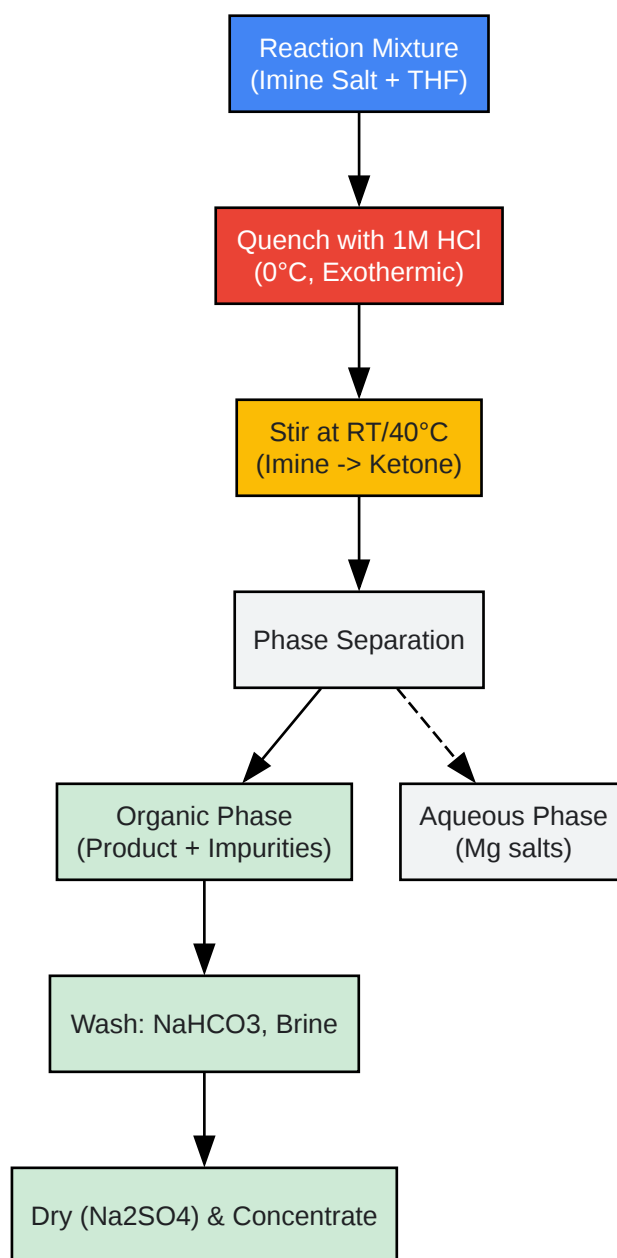 Reaction Mixture
(Imine Salt + THF)
Quench with 1M HCl
(0°C, Exothermic)
Stir at RT/40°C
(Imine -> Ketone)
Phase Separation
Organic Phase
(Product + Impurities)
Aqueous Phase
(Mg salts)
Wash: NaHCO3, Brine
Dry (Na2SO4) & Concentrate